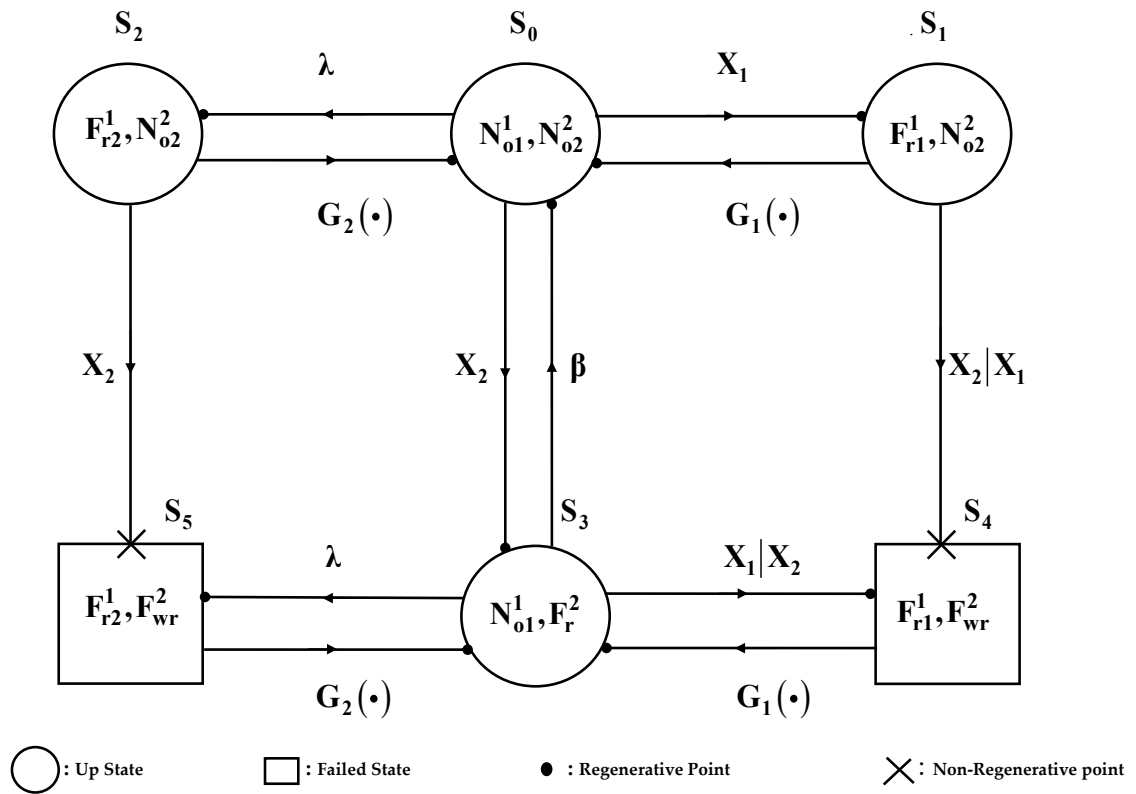 S₂ S₀ S₁
λ X₁
F¹ᵣ₂, N²ₒ₂ N¹ₒ₁, N²ₒ₂ F¹ᵣ₁, N²ₒ₂
G₂(•) G₁(•)
X₂ X₂ β X₂|X₁
S₅ S₃ S₄
λ X₁|X₂
F¹ᵣ₂, F²wr N¹ₒ₁, F²ᵣ F¹ᵣ₁, F²wr
G₂(•) G₁(•)
: Up State : Failed State : Regenerative Point : Non-Regenerative point